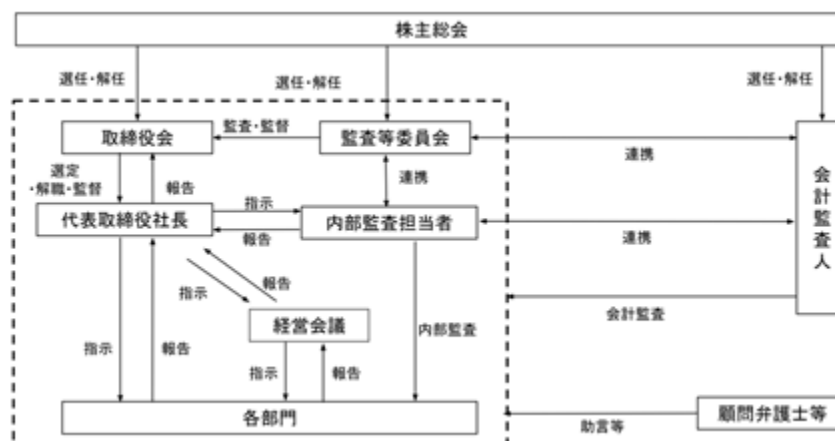 株主総会
選任・解任
選任・解任
選任・解任
取締役会
監査・監督
監査等委員会
連携
選定
・解職・監督
報告
連携
代表取締役社長
指示
報告
内部監査担当者
連携
会計監査人
指示
報告
会計監査
経営会議
内部監査
指示
報告
指示
報告
各部門
助言等
顧問弁護士等